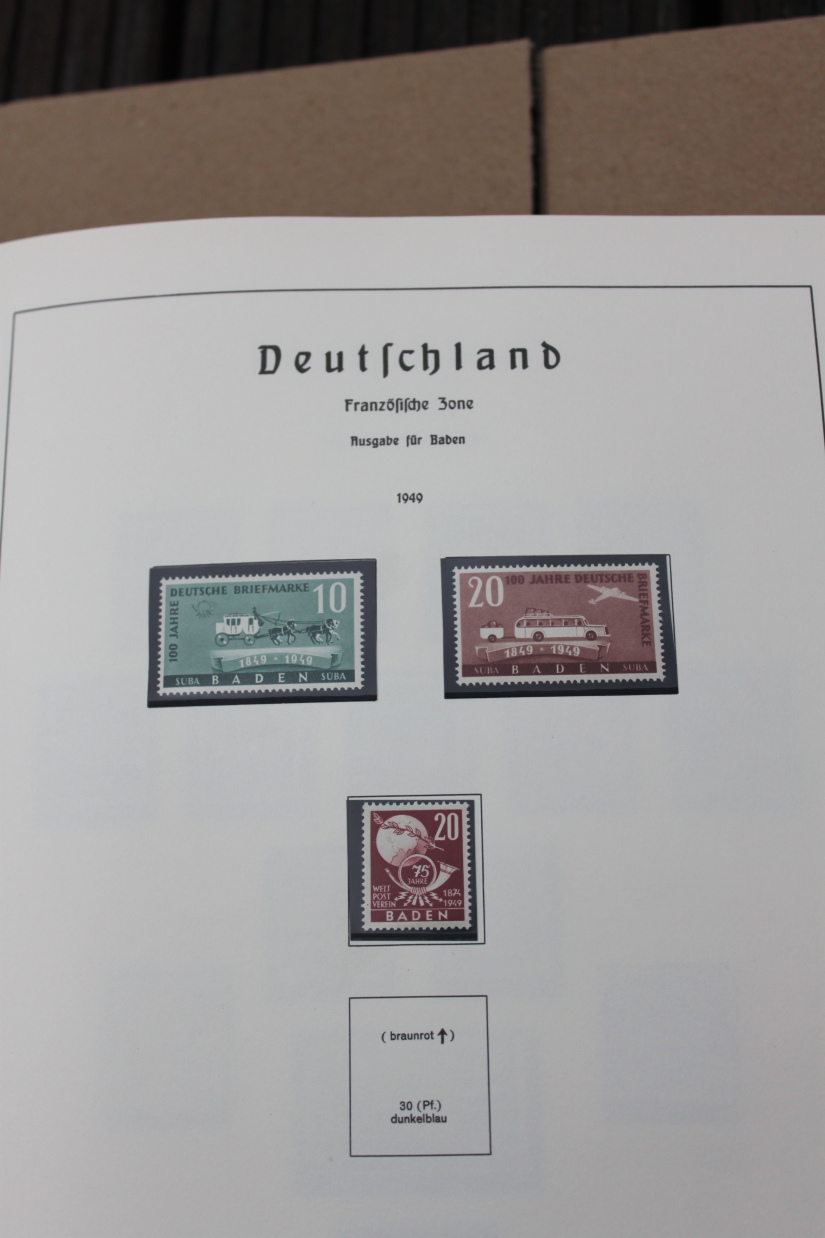 Deutſchland
Franzöſiſche Zone
Ausgabe für Baden
1949
100 JAHRE
DEUTSCHE BRIEFMARKE
10
1849 • 1949
SUBA BADEN SUBA
20
100 JAHRE DEUTSCHE
BRIEFMARKE
1849 • 1949
SUBA BADEN SUBA
20
75
JAHRE
WELT
POST
VEREIN
1874
1949
BADEN
( braunrot ↑ )
30 (Pf.)
dunkelblau